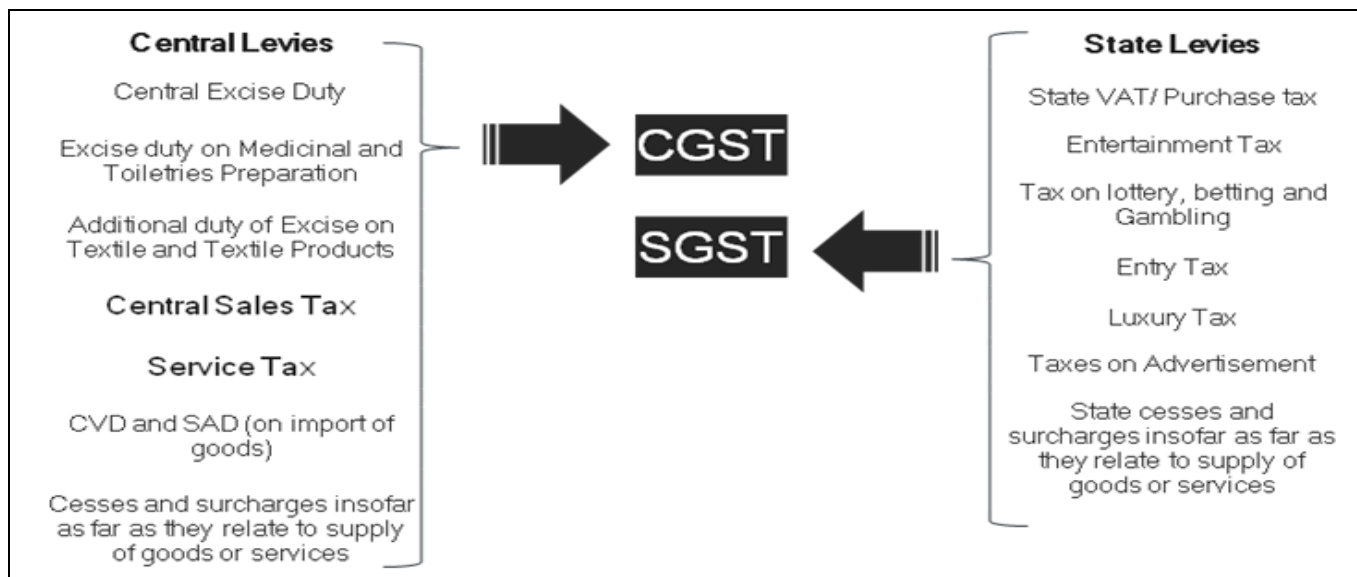 Central Levies
Central Excise Duty
Excise duty on Medicinal and
Toiletries Preparation
Additional duty of Excise on
Textile and Textile Products
Central Sales Tax
Service Tax
CVD and SAD (on import of
goods)
Cesses and surcharges insofar
as far as they relate to supply
of goods or services
CGST
SGST
State Levies
State VAT/ Purchase tax
Entertainment Tax
Tax on lottery, betting and
Gambling
Entry Tax
Luxury Tax
Taxes on Advertisement
State cesses and
surcharges insofar as far as
they relate to supply of
goods or services